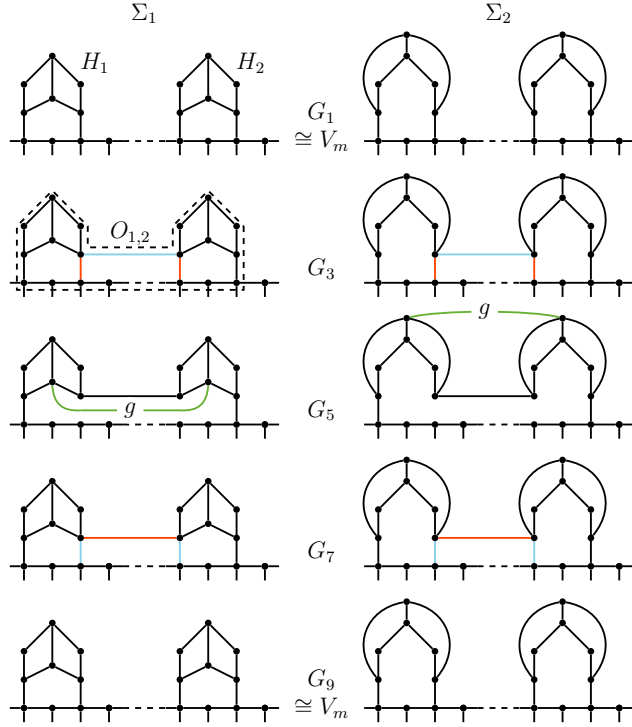 Σ₁ Σ₂
H₁ H₂
G₁
≅ Vₘ
O₁,₂
G₃
g
g
G₅
G₇
G₉
≅ Vₘ